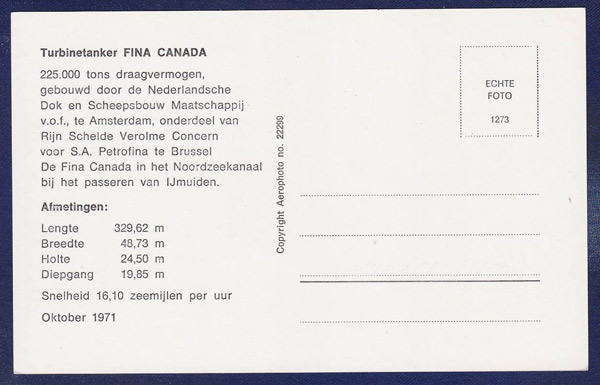 Turbinetanker FINA CANADA
225.000 tons draagvermogen,
gebouwd door de Nederlandsche
Dok en Scheepsbouw Maatschappij
v.o.f., te Amsterdam, onderdeel van
Rijn Schelde Verolme Concern
voor S.A. Petrofina te Brussel
De Fina Canada in het Noordzeekanaal
bij het passeren van IJmuiden.
Afmetingen:
Lengte 329,62 m
Breedte 48,73 m
Holte 24,50 m
Diepgang 19,85 m
Snelheid 16,10 zeemijlen per uur
Oktober 1971
Copyright Aerophoto no. 22299
ECHTE
FOTO
1273